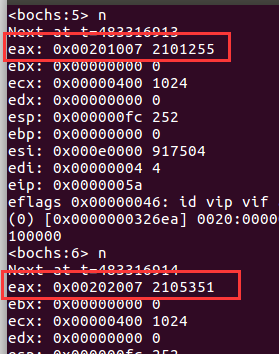 <bochs:5> n
Next at t=483316913
eax: 0x00201007 2101255
ebx: 0x00000000 0
ecx: 0x00000400 1024
edx: 0x00000000 0
esp: 0x000000fc 252
ebp: 0x00000000 0
esi: 0x000e0000 917504
edi: 0x00000004 4
eip: 0x0000005a
eflags 0x00000046: id vip vif
(0) [0x0000000326ea] 0020:0000
100000
<bochs:6> n
Next at t=483316914
eax: 0x00202007 2105351
ebx: 0x00000000 0
ecx: 0x00000400 1024
edx: 0x00000000 0
esp: 0x000000fc 252